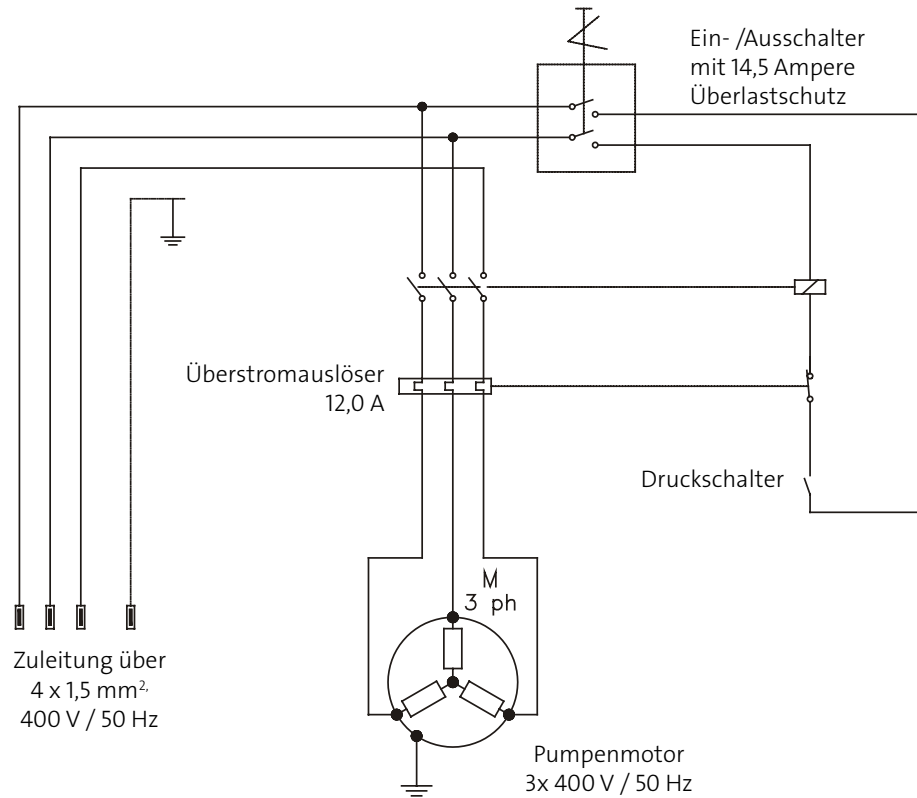 Ein- /Ausschalter
mit 14,5 Ampere
Überlastschutz
Überstromauslöser
12,0 A
Druckschalter
M
3 ph
Zuleitung über
4 x 1,5 mm²,
400 V / 50 Hz
Pumpenmotor
3x 400 V / 50 Hz